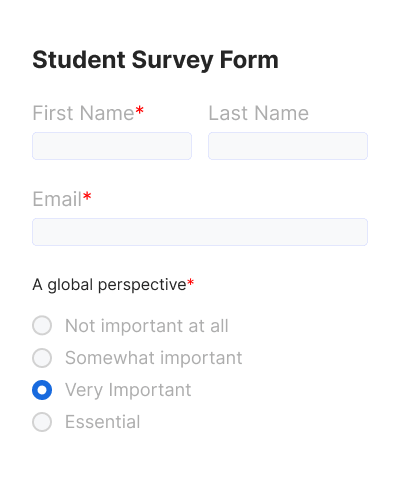 Student Survey Form
First Name* Last Name
Email*
A global perspective*
Not important at all
Somewhat important
Very Important
Essential